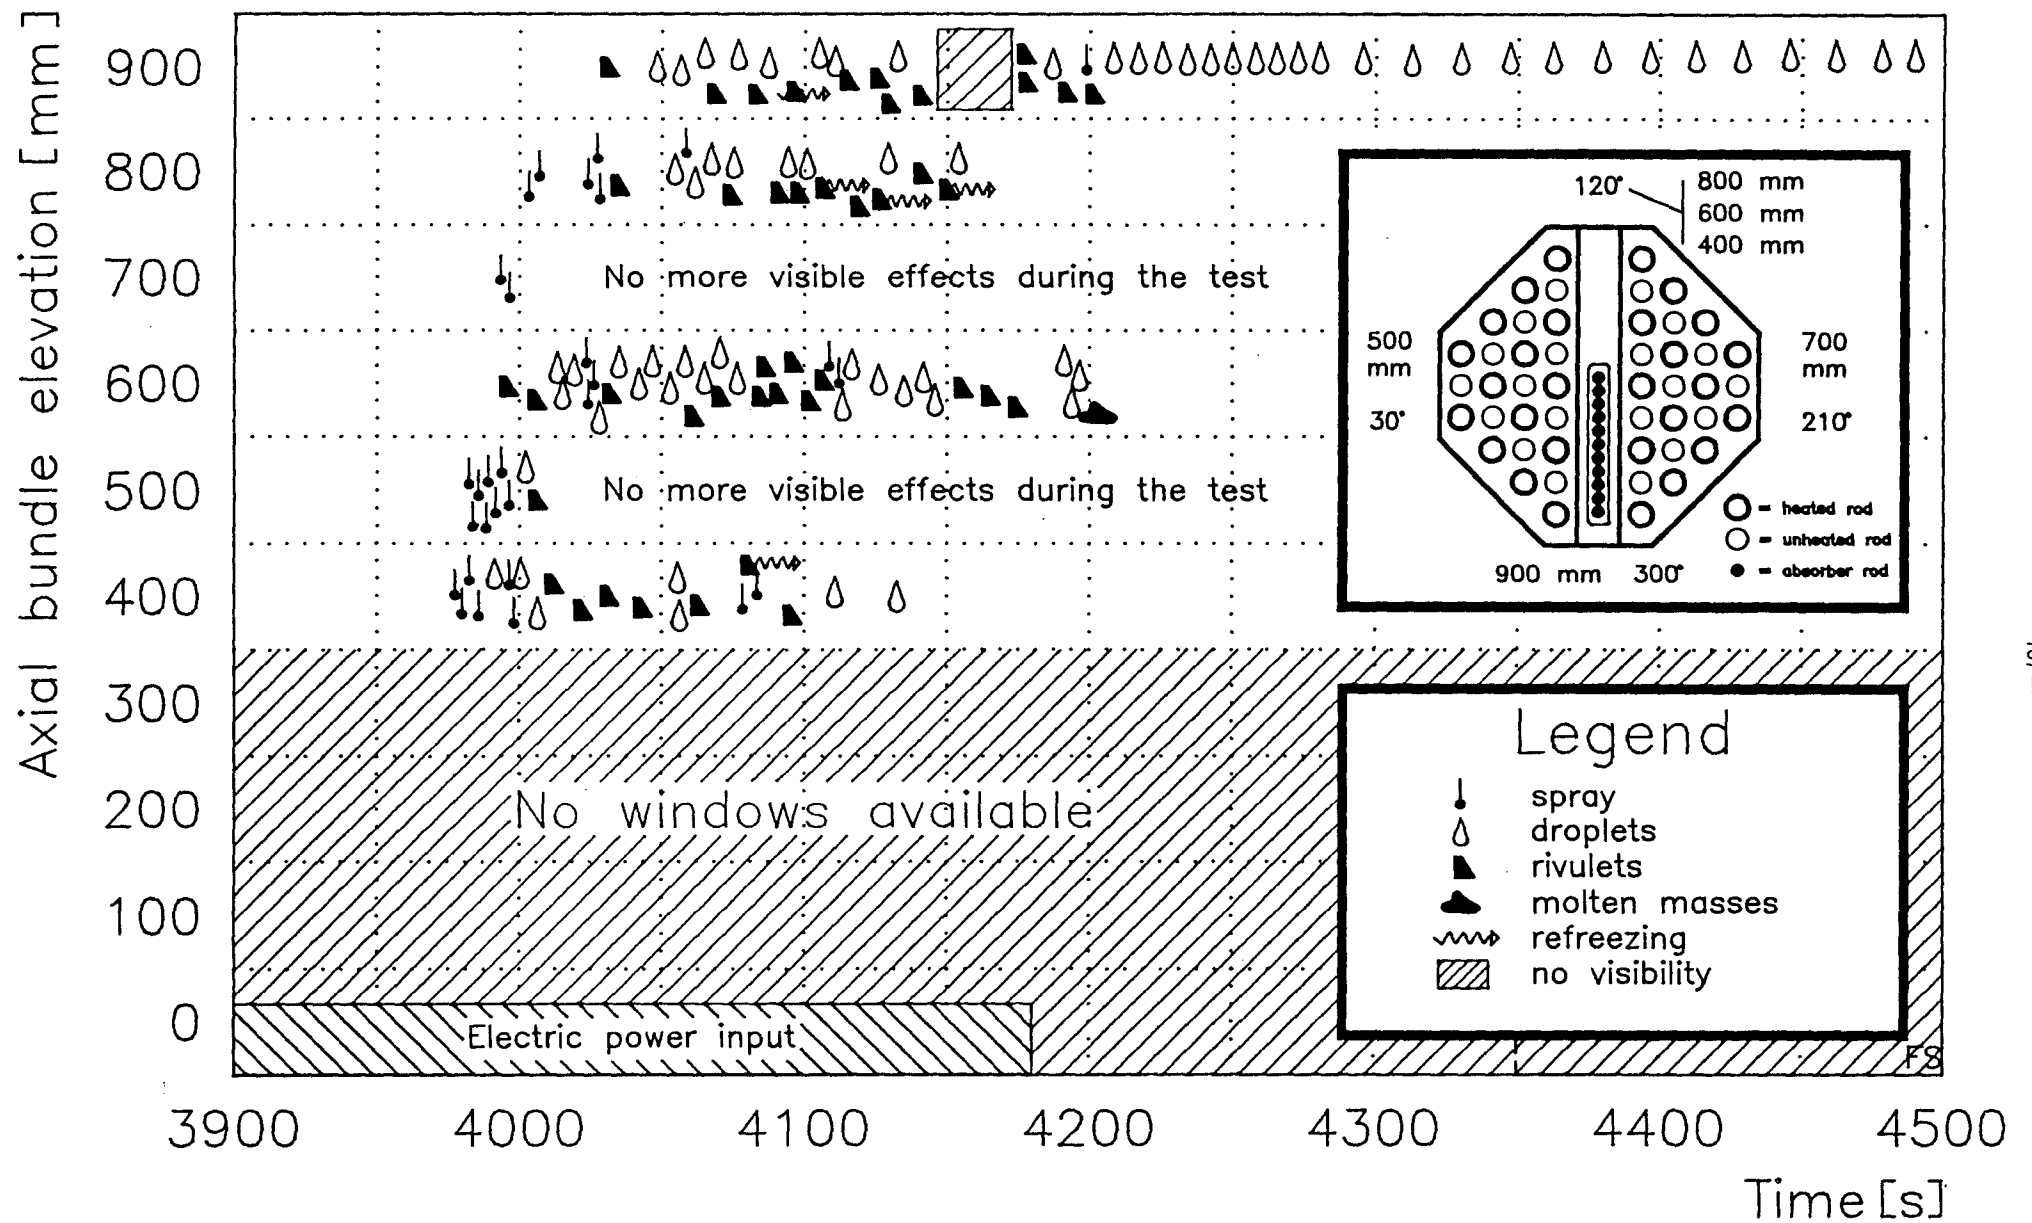 Axial bundle elevation [mm]
900
800
700
600
500
400
300
200
100
0
No more visible effects during the test
No more visible effects during the test
No windows available
Electric power input
120°
800 mm
600 mm
400 mm
500
mm
30°
700
mm
210°
900 mm 300°
= heated rod
= unheated rod
= absorber rod
Legend
spray
droplets
rivulets
molten masses
refreezing
no visibility
FS
3900 4000 4100 4200 4300 4400 4500
Time [s]